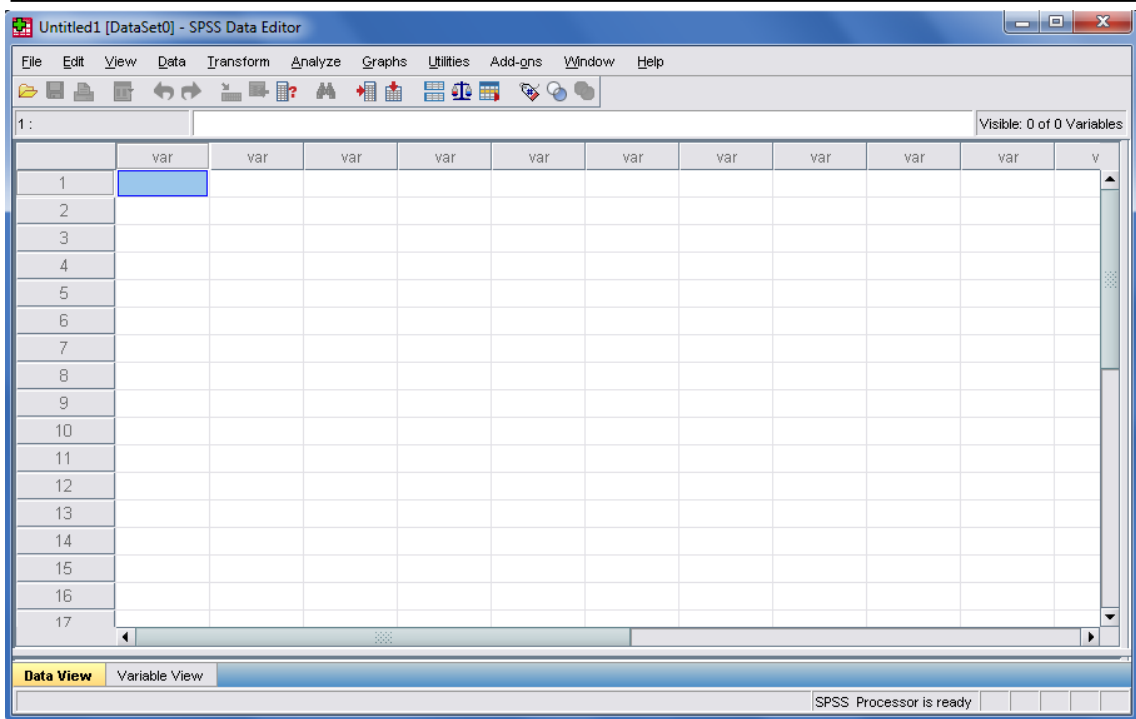 Untitled1 [DataSet0] - SPSS Data Editor
File Edit View Data Transform Analyze Graphs Utilities Add-ons Window Help
1 : Visible: 0 of 0 Variables
var var var var var var var var var var v
1
2
3
4
5
6
7
8
9
10
11
12
13
14
15
16
17
Data View Variable View
SPSS Processor is ready